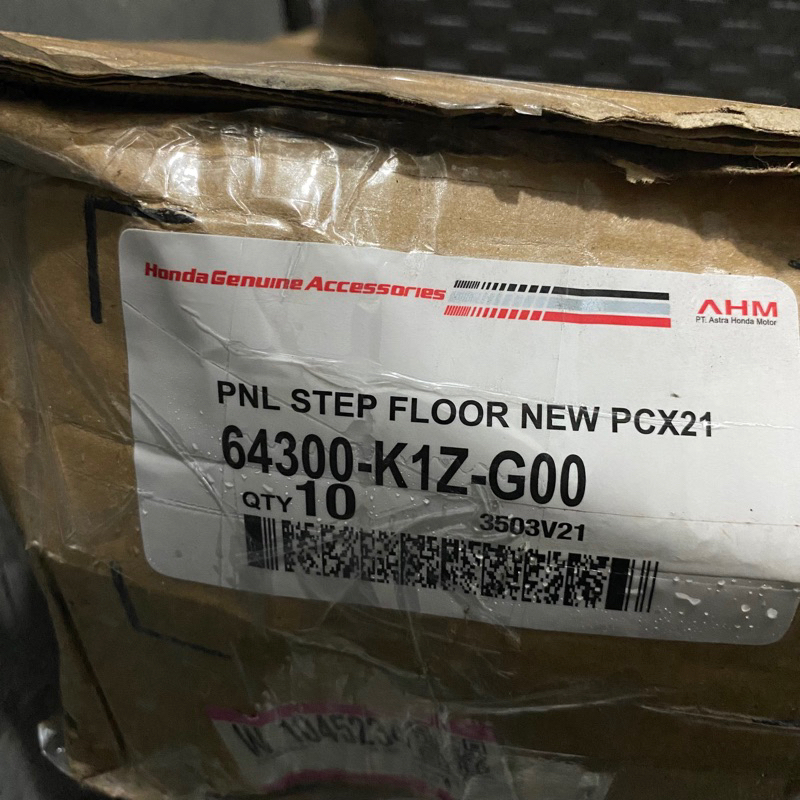 Honda Genuine Accessories
AHM
PT. Astra Honda Motor
PNL STEP FLOOR NEW PCX21
64300-K1Z-G00
QTY 10
3503V21